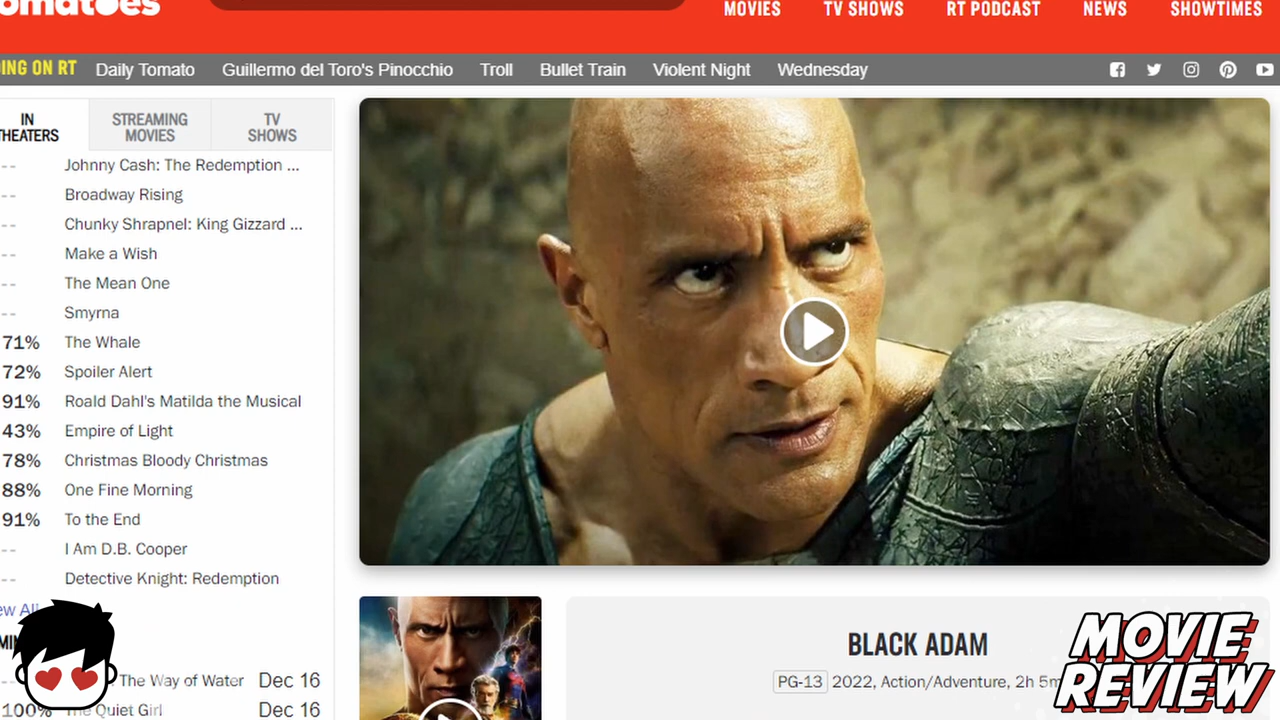 omatoes
MOVIES TV SHOWS RT PODCAST NEWS SHOWTIMES
ING ON RT Daily Tomato Guillermo del Toro's Pinocchio Troll Bullet Train Violent Night Wednesday
IN
THEATERS
STREAMING
MOVIES
TV
SHOWS
-- Johnny Cash: The Redemption ...
-- Broadway Rising
-- Chunky Shrapnel: King Gizzard ...
-- Make a Wish
-- The Mean One
-- Smyrna
71% The Whale
72% Spoiler Alert
91% Roald Dahl's Matilda the Musical
43% Empire of Light
78% Christmas Bloody Christmas
88% One Fine Morning
91% To the End
-- I Am D.B. Cooper
-- Detective Knight: Redemption
ew All
: The Way of Water Dec 16
100% The Quiet Girl Dec 16
BLACK ADAM
PG-13 2022, Action/Adventure, 2h 5m
MOVIE
REVIEW